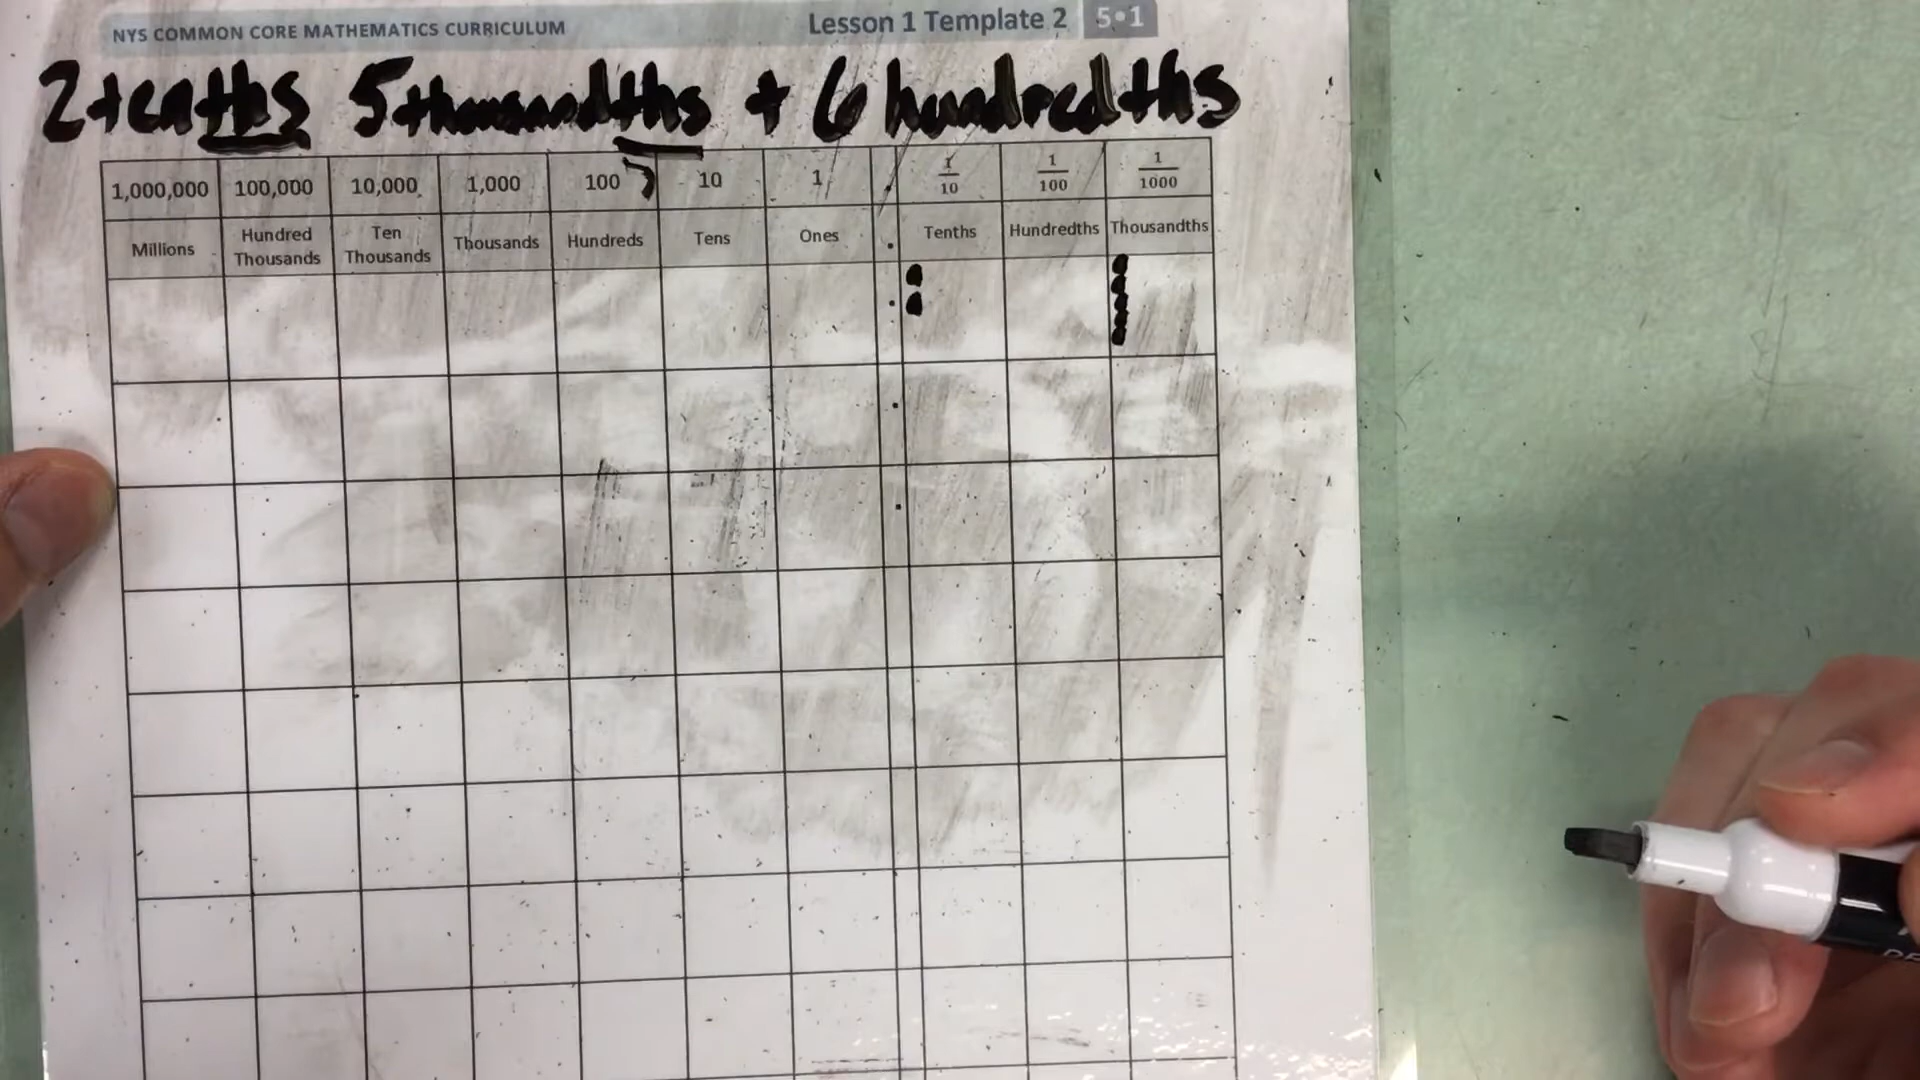 NYS COMMON CORE MATHEMATICS CURRICULUM Lesson 1 Template 2 5•1
2 tenths 5 thousandths + 6 hundredths
1,000,000 100,000 10,000 1,000 100 10 1 . 1/10 1/100 1/1000
Millions Hundred Thousands Ten Thousands Thousands Hundreds Tens Ones . Tenths Hundredths Thousandths
.
.
.